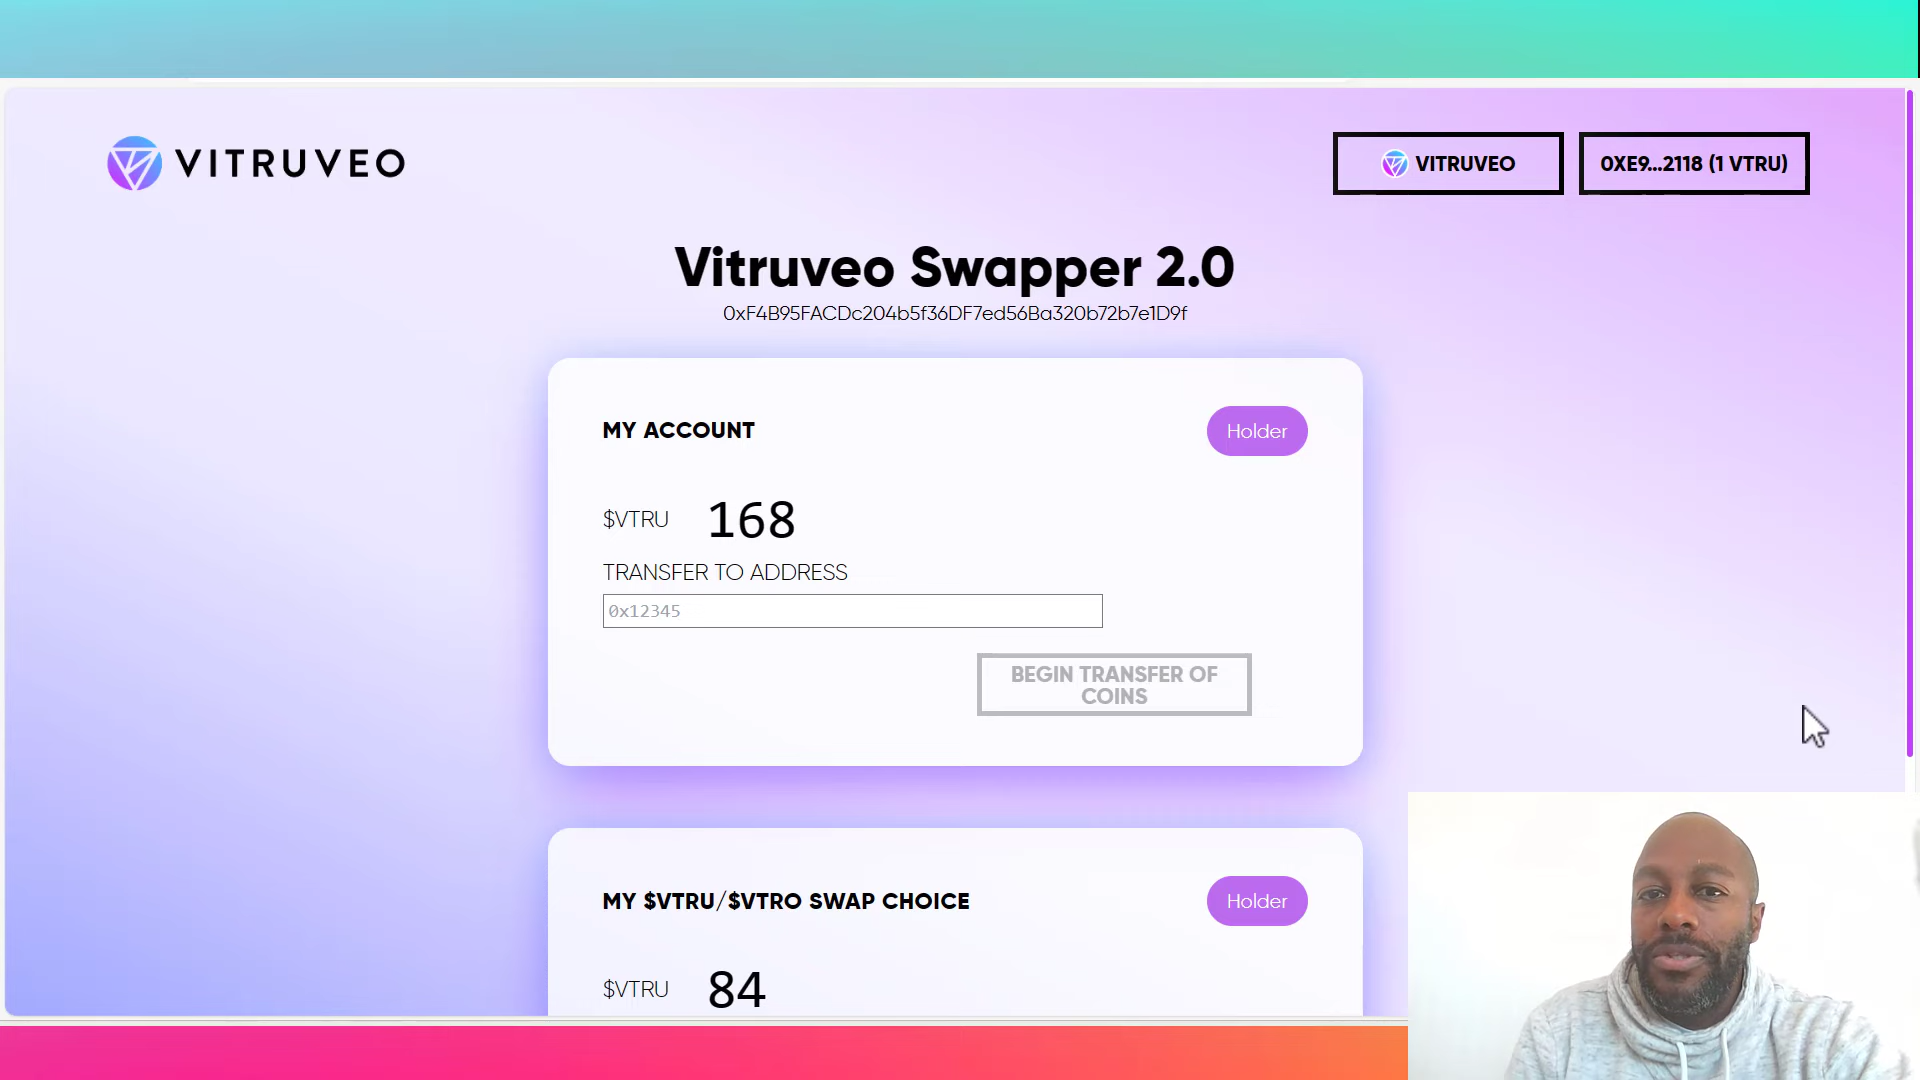 VITRUVEO
VITRUVEO
0XE9...2118 (1 VTRU)
Vitruveo Swapper 2.0
0xF4B95FACDc204b5f36DF7ed56Ba320b72b7e1D9f
MY ACCOUNT
Holder
$VTRU 168
TRANSFER TO ADDRESS
0x12345
BEGIN TRANSFER OF
COINS
MY $VTRU/$VTRO SWAP CHOICE
Holder
$VTRU 84